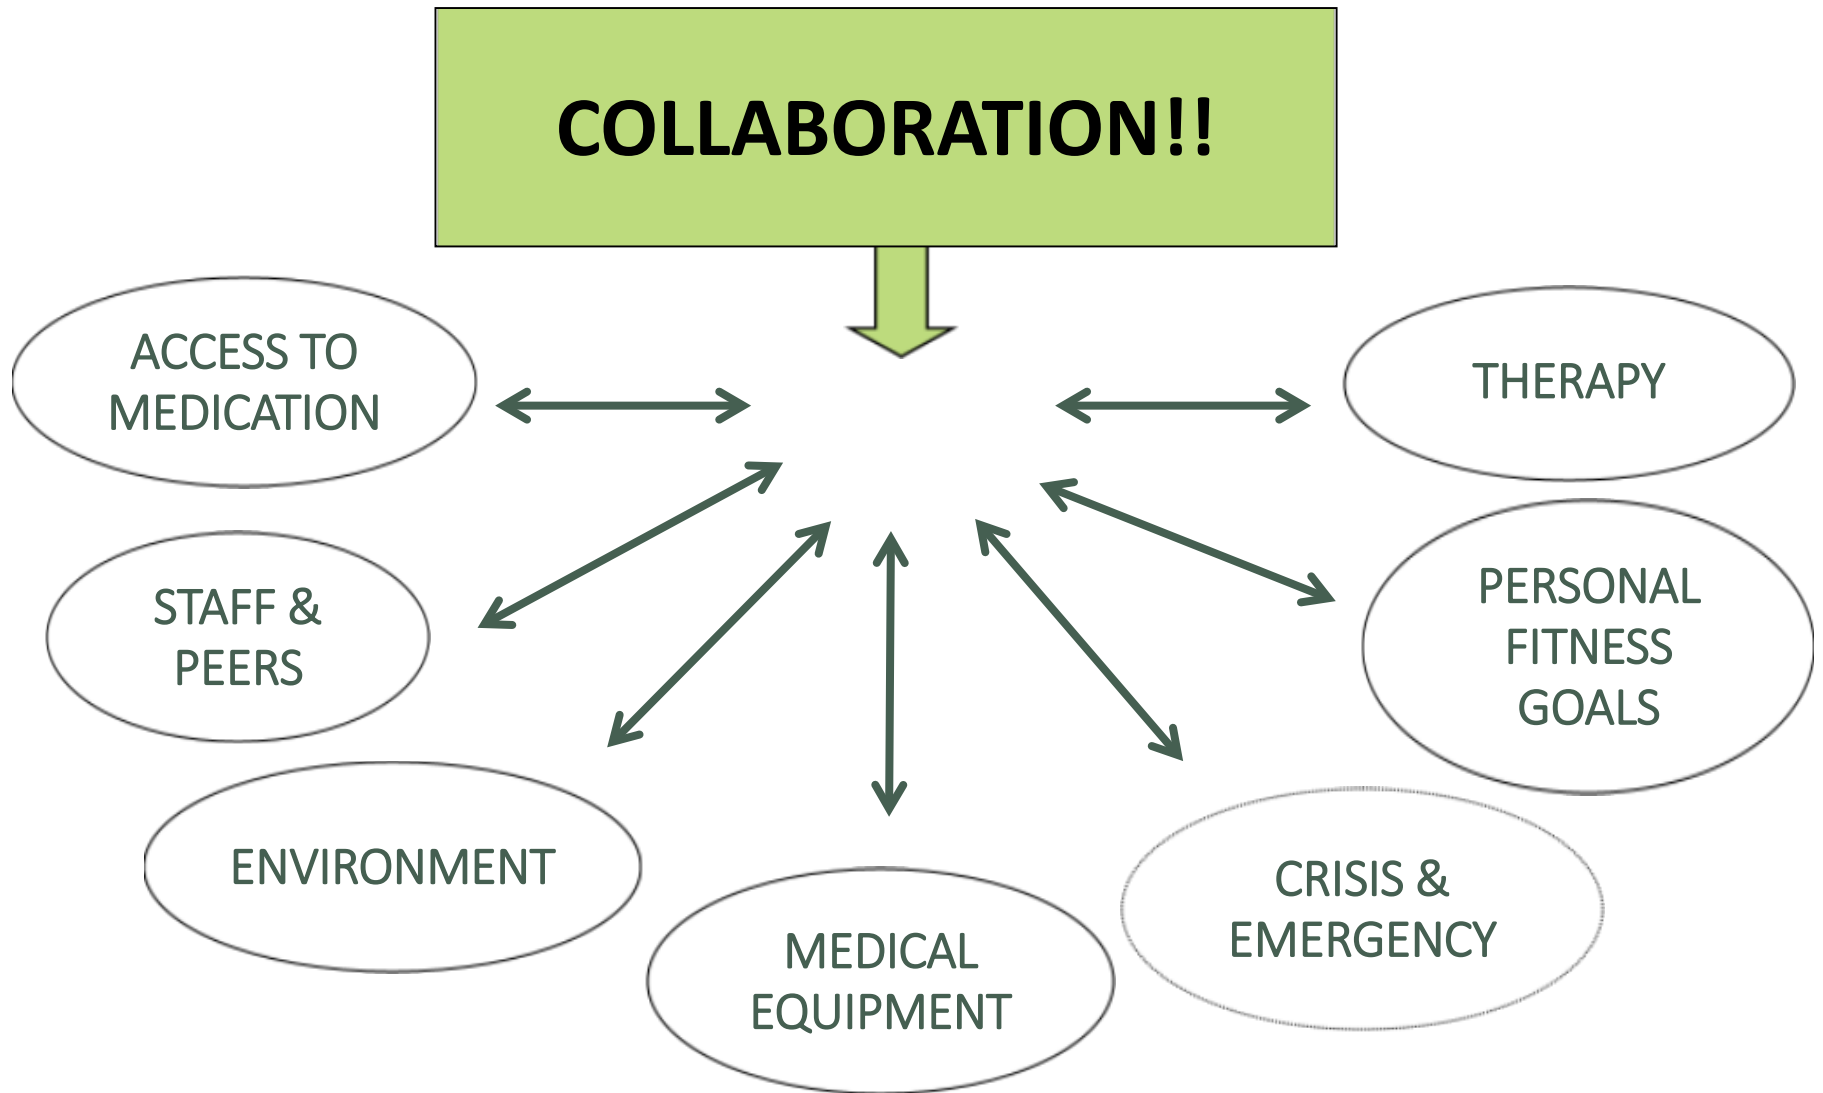 COLLABORATION!!
ACCESS TO
MEDICATION
THERAPY
STAFF &
PEERS
PERSONAL
FITNESS
GOALS
ENVIRONMENT
CRISIS &
EMERGENCY
MEDICAL
EQUIPMENT